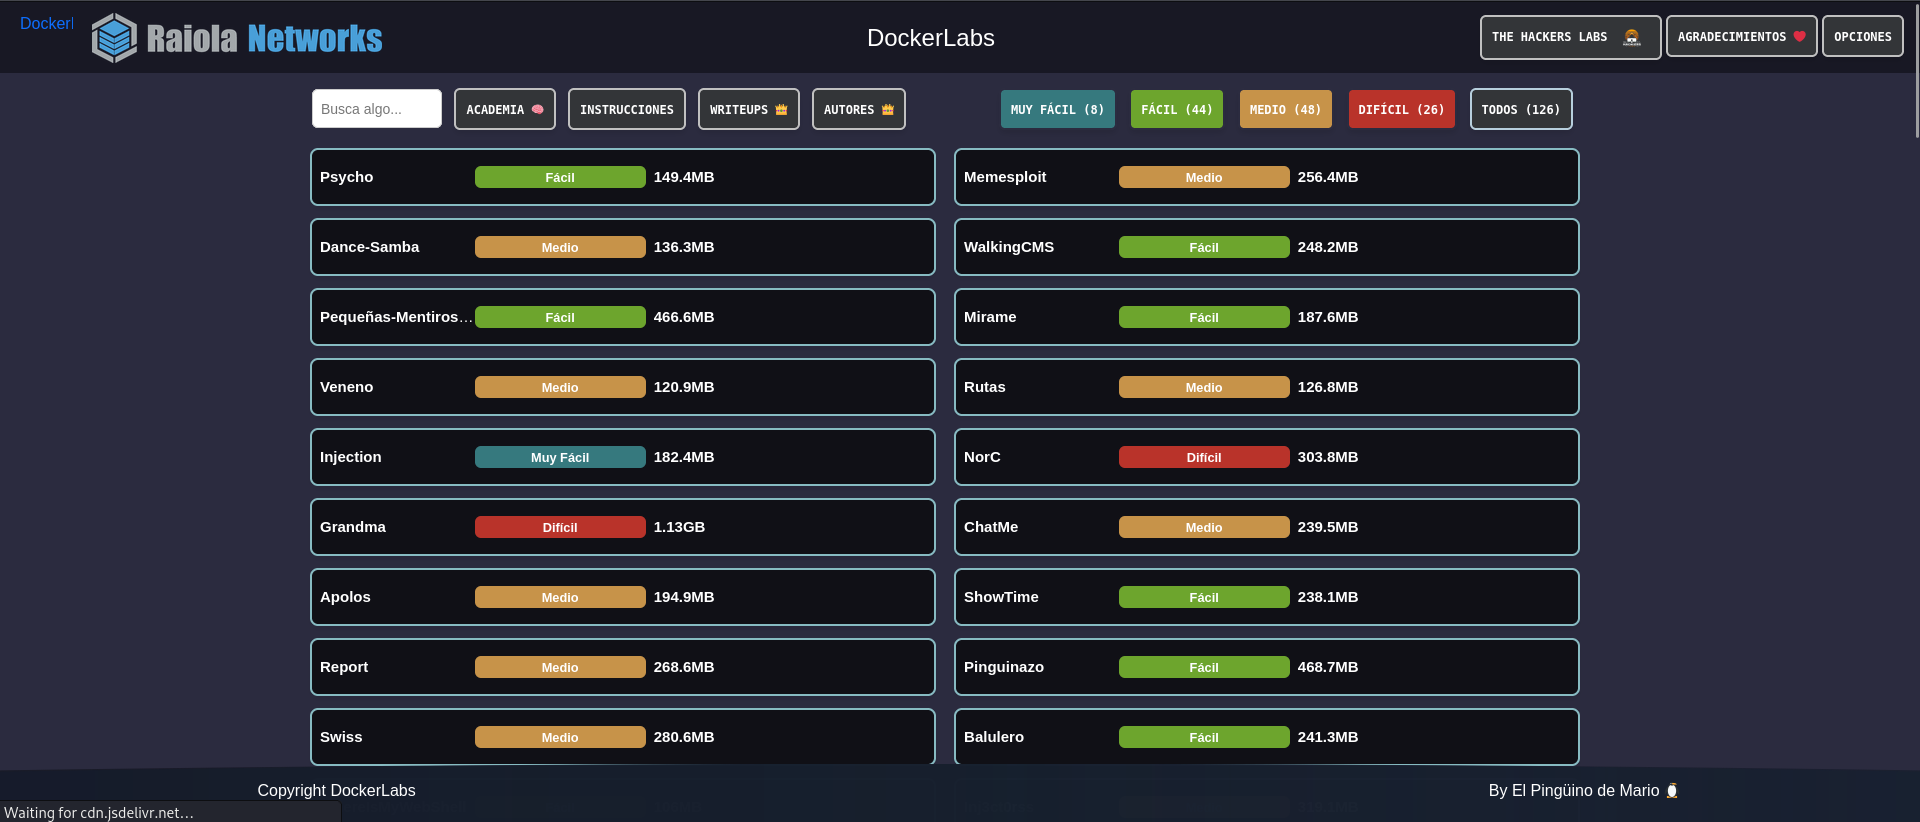 Dockerl
Raiola Networks
DockerLabs
THE HACKERS LABS
AGRADECIMIENTOS
OPCIONES
Busca algo...
ACADEMIA
INSTRUCCIONES
WRITEUPS
AUTORES
MUY FÁCIL (8)
FÁCIL (44)
MEDIO (48)
DIFÍCIL (26)
TODOS (126)
Psycho Fácil 149.4MB
Memesploit Medio 256.4MB
Dance-Samba Medio 136.3MB
WalkingCMS Fácil 248.2MB
Pequeñas-Mentiros... Fácil 466.6MB
Mirame Fácil 187.6MB
Veneno Medio 120.9MB
Rutas Medio 126.8MB
Injection Muy Fácil 182.4MB
NorC Difícil 303.8MB
Grandma Difícil 1.13GB
ChatMe Medio 239.5MB
Apolos Medio 194.9MB
ShowTime Fácil 238.1MB
Report Medio 268.6MB
Pinguinazo Fácil 468.7MB
Swiss Medio 280.6MB
Balulero Fácil 241.3MB
Copyright DockerLabs
By El Pingüino de Mario
Waiting for cdn.jsdelivr.net...